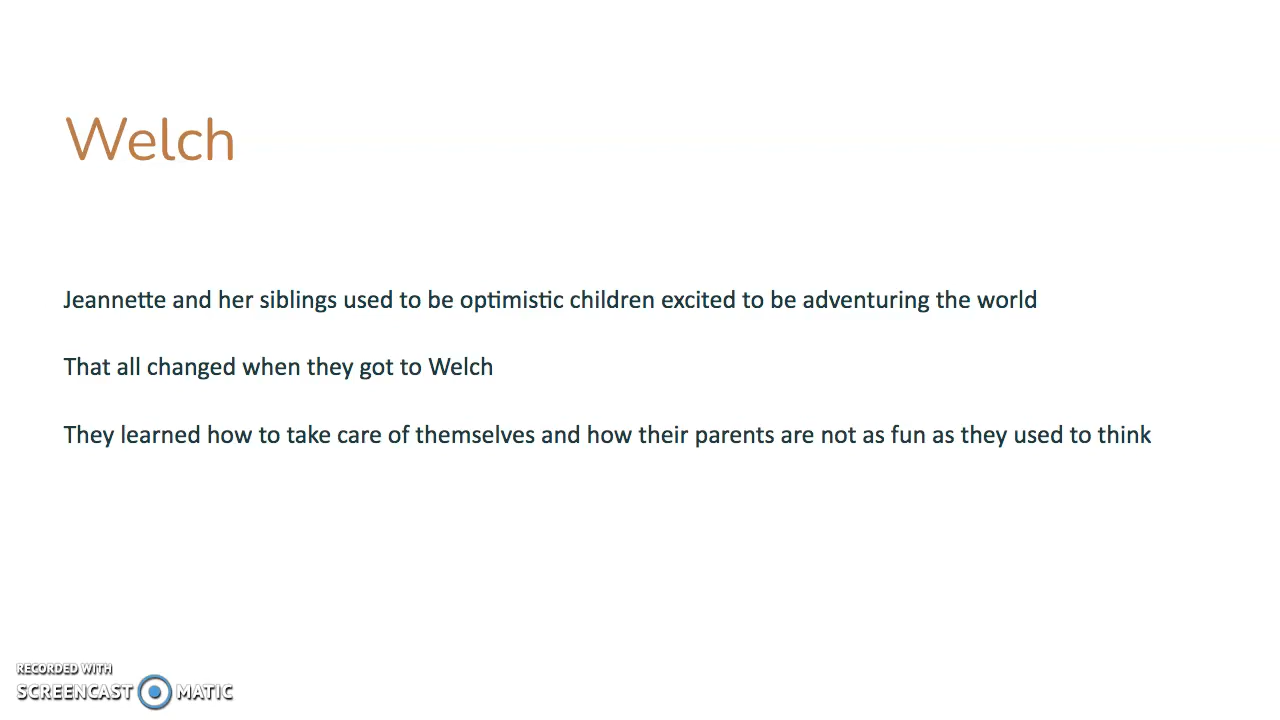 Welch
Jeannette and her siblings used to be optimistic children excited to be adventuring the world
That all changed when they got to Welch
They learned how to take care of themselves and how their parents are not as fun as they used to think
RECORDED WITH
SCREENCAST MATIC